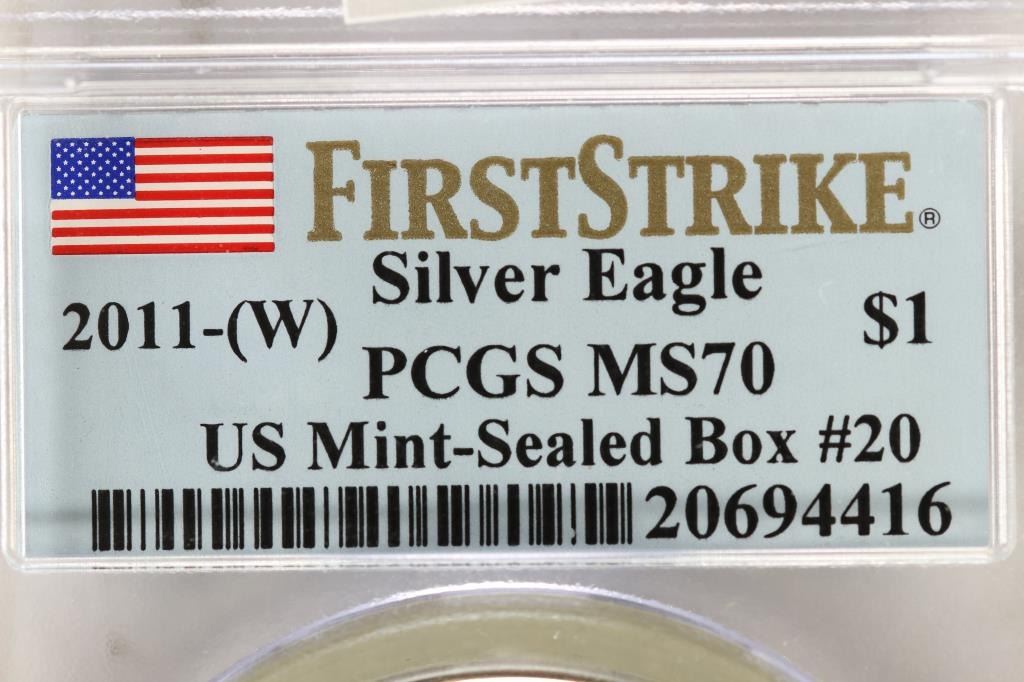 FIRSTSTRIKE®
Silver Eagle
2011-(W) $1
PCGS MS70
US Mint-Sealed Box #20
20694416